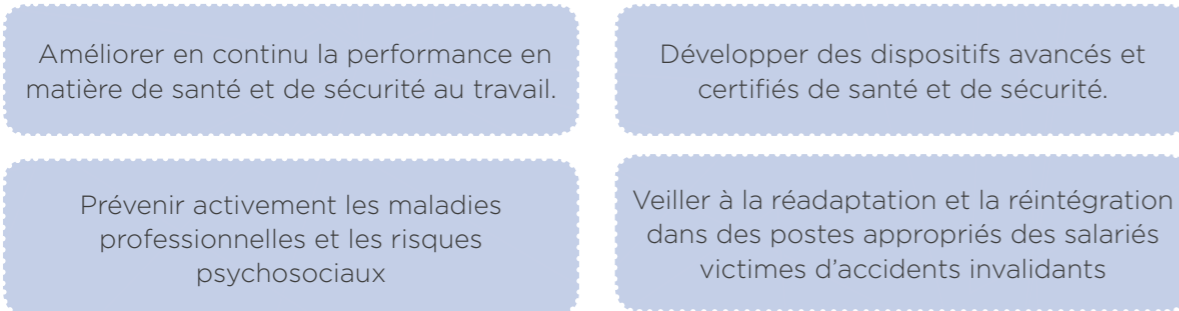 Améliorer en continu la performance en
matière de santé et de sécurité au travail.
Développer des dispositifs avancés et
certifiés de santé et de sécurité.
Prévenir activement les maladies
professionnelles et les risques
psychosociaux
Veiller à la réadaptation et la réintégration
dans des postes appropriés des salariés
victimes d’accidents invalidants